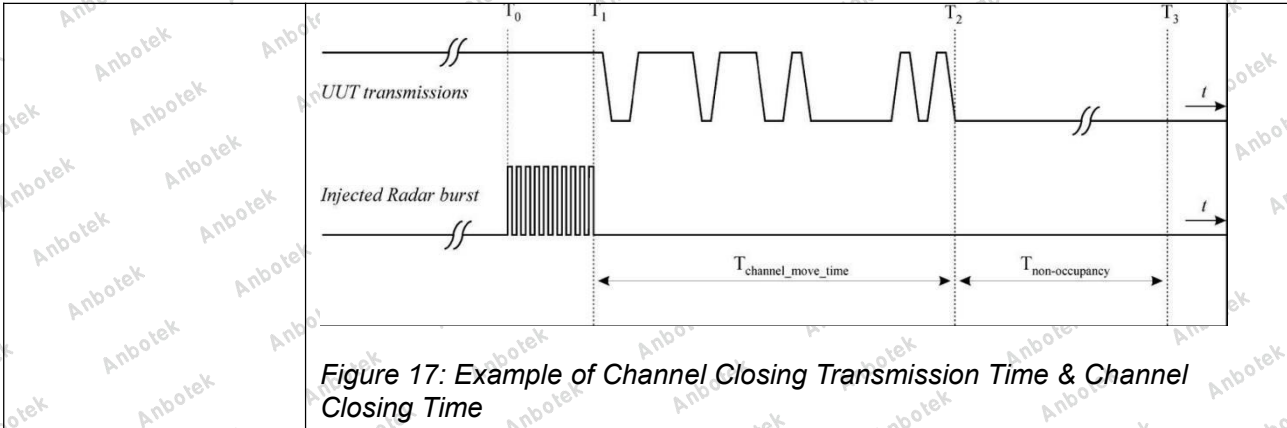 T0 T1 T2 T3
UUT transmissions
t
Injected Radar burst
t
Tchannel_move_time Tnon-occupancy
Figure 17: Example of Channel Closing Transmission Time & Channel
Closing Time
Anbotek